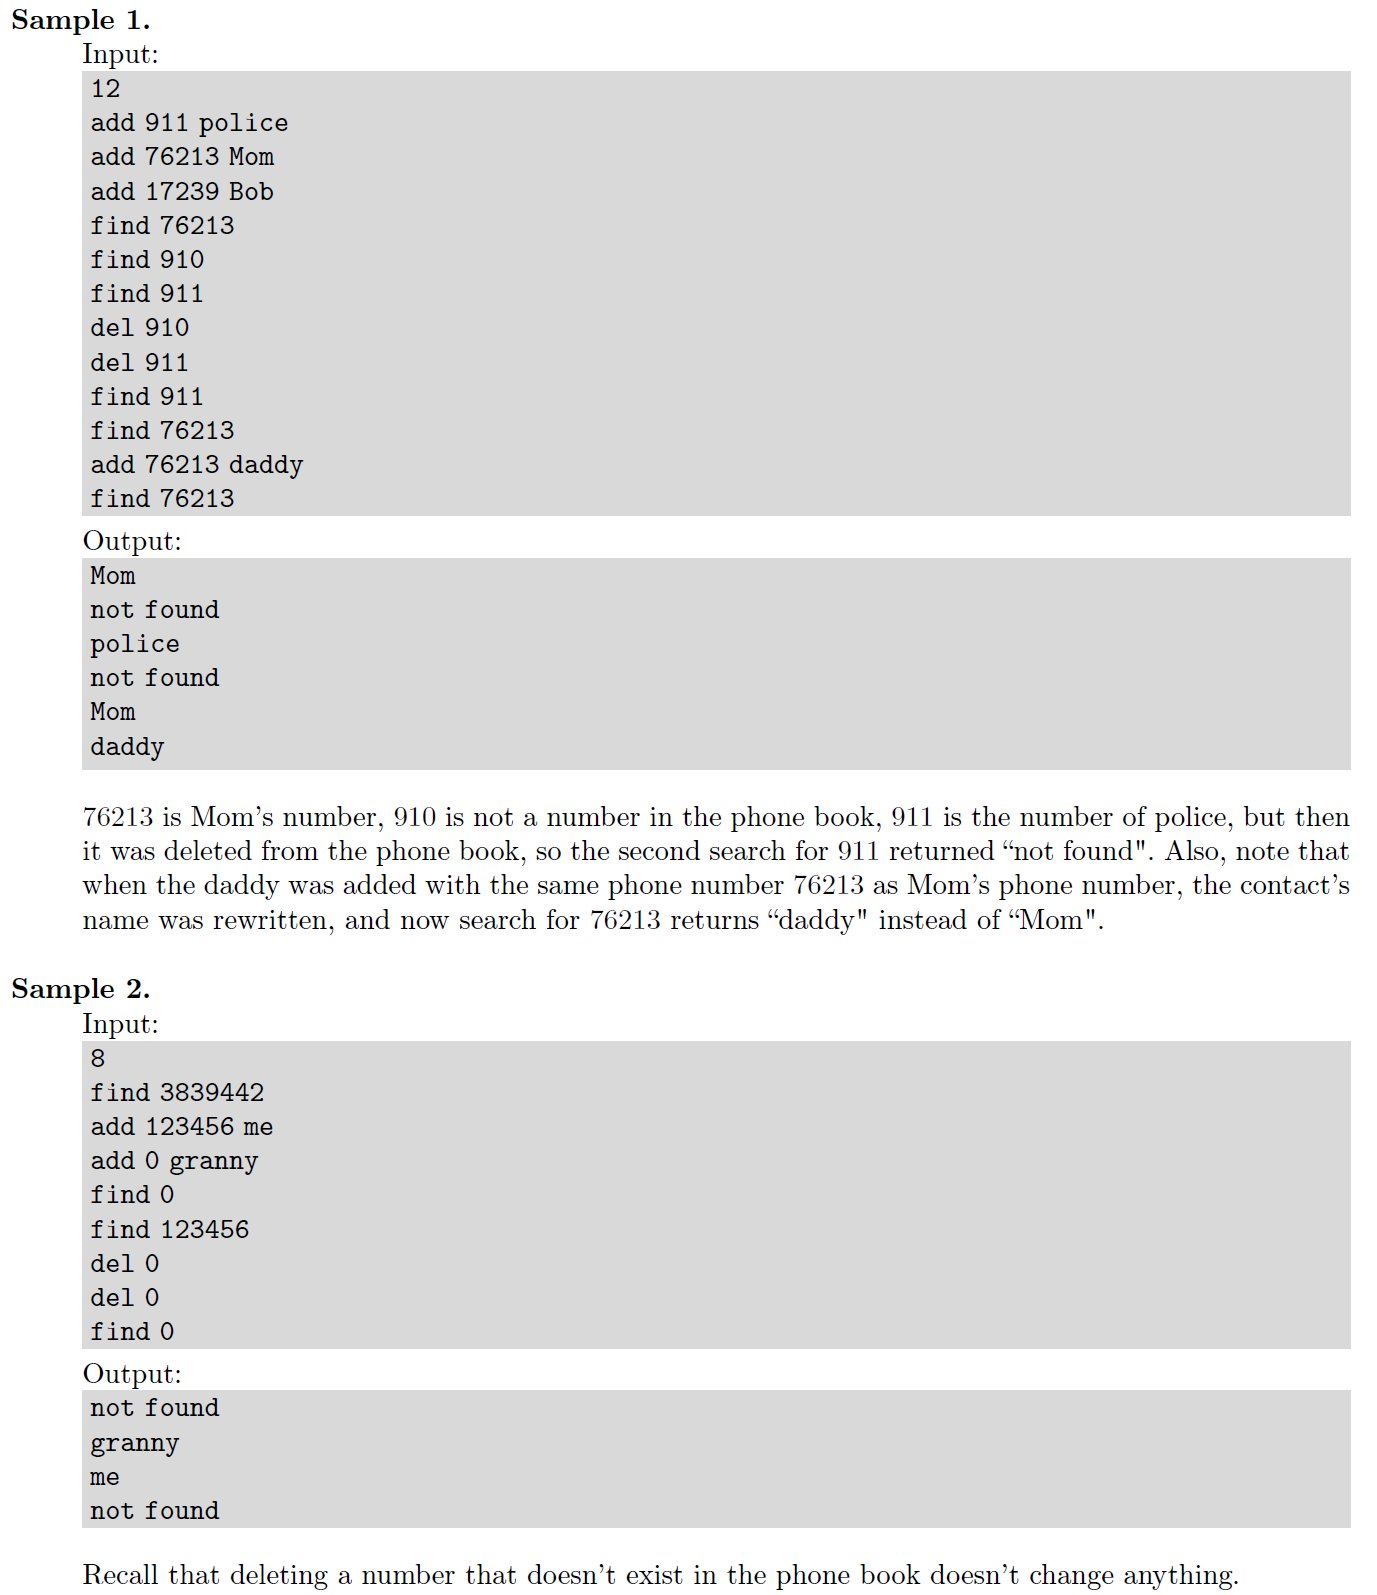 Sample 1.
Input:
12
add 911 police
add 76213 Mom
add 17239 Bob
find 76213
find 910
find 911
del 910
del 911
find 911
find 76213
add 76213 daddy
find 76213
Output:
Mom
not found
police
not found
Mom
daddy
76213 is Mom's number, 910 is not a number in the phone book, 911 is the number of police, but then
it was deleted from the phone book, so the second search for 911 returned “not found". Also, note that
when the daddy was added with the same phone number 76213 as Mom's phone number, the contact's
name was rewritten, and now search for 76213 returns “daddy" instead of “Mom".
Sample 2.
Input:
8
find 3839442
add 123456 me
add 0 granny
find 0
find 123456
del 0
del 0
find 0
Output:
not found
granny
me
not found
Recall that deleting a number that doesn't exist in the phone book doesn't change anything.